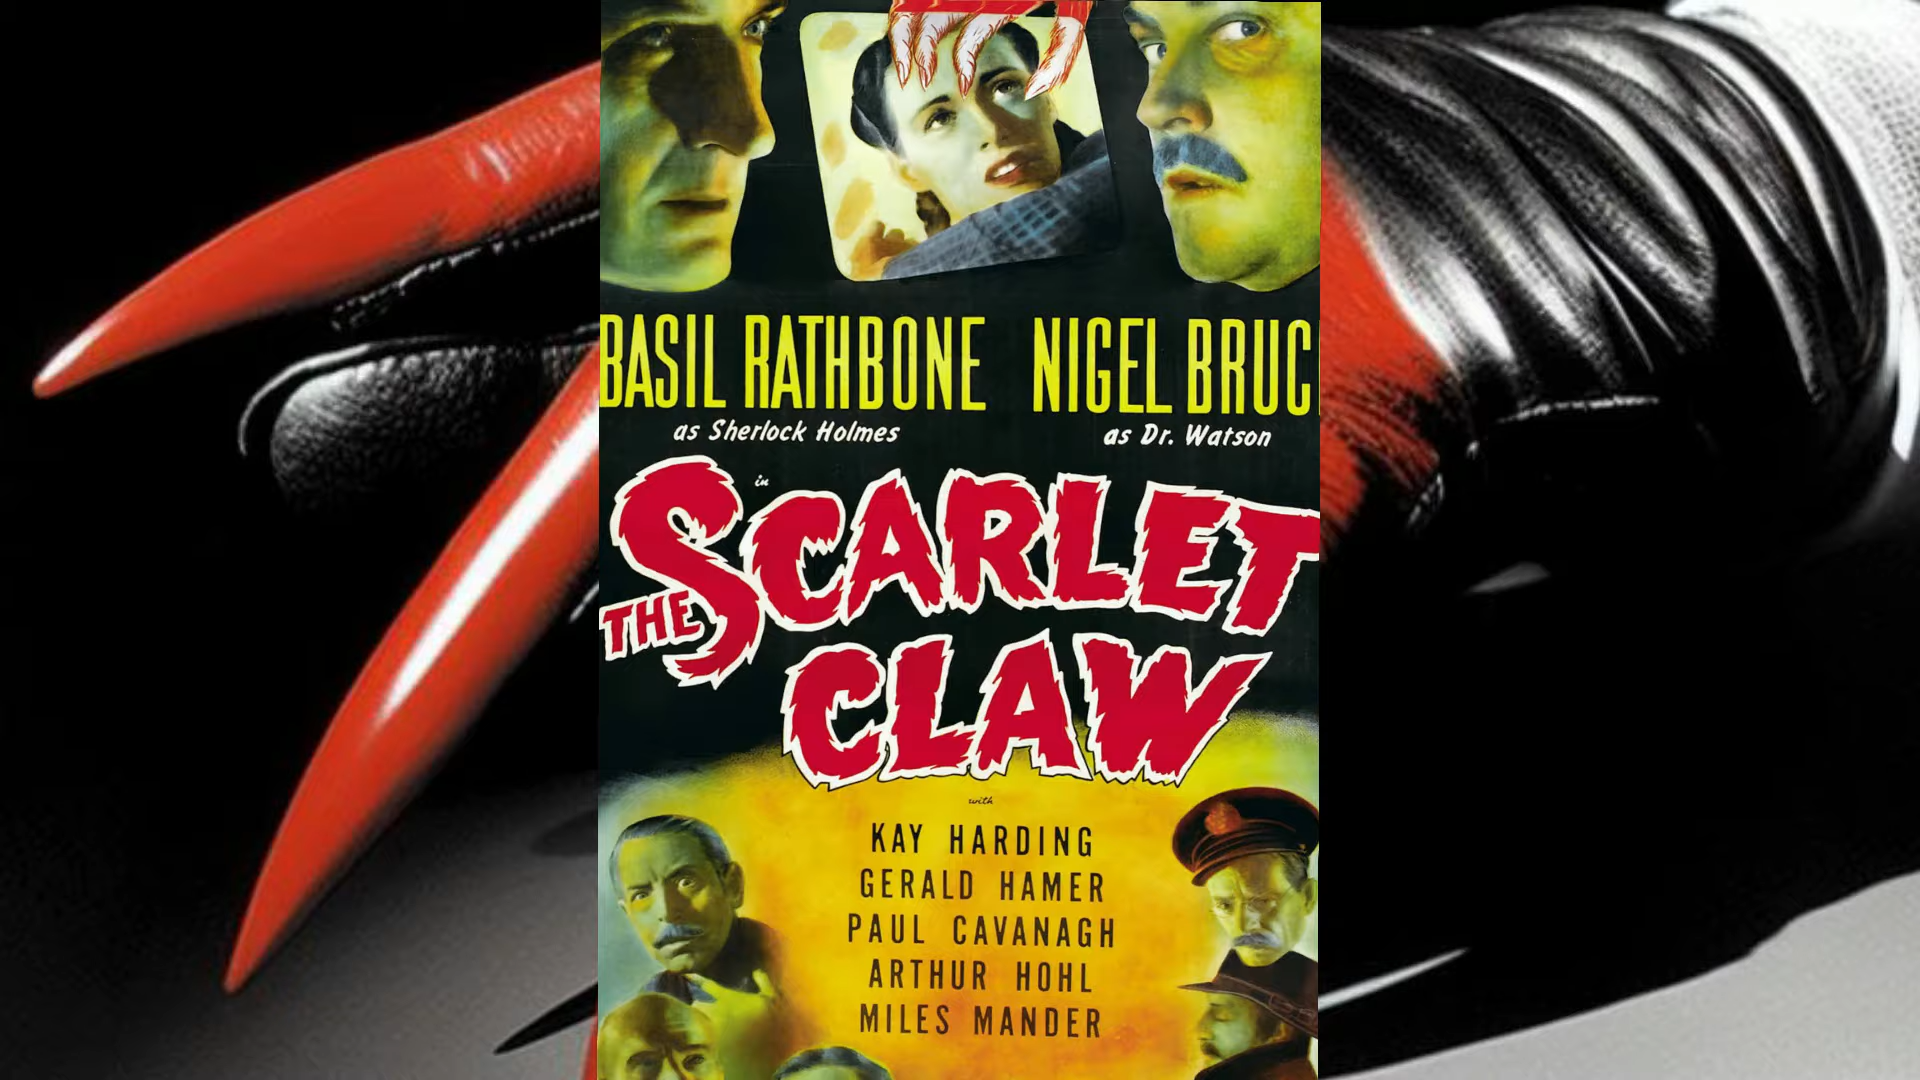 BASIL RATHBONE NIGEL BRUC
as Sherlock Holmes as Dr. Watson
in
THE SCARLET
CLAW
with
KAY HARDING
GERALD HAMER
PAUL CAVANAGH
ARTHUR HOHL
MILES MANDER